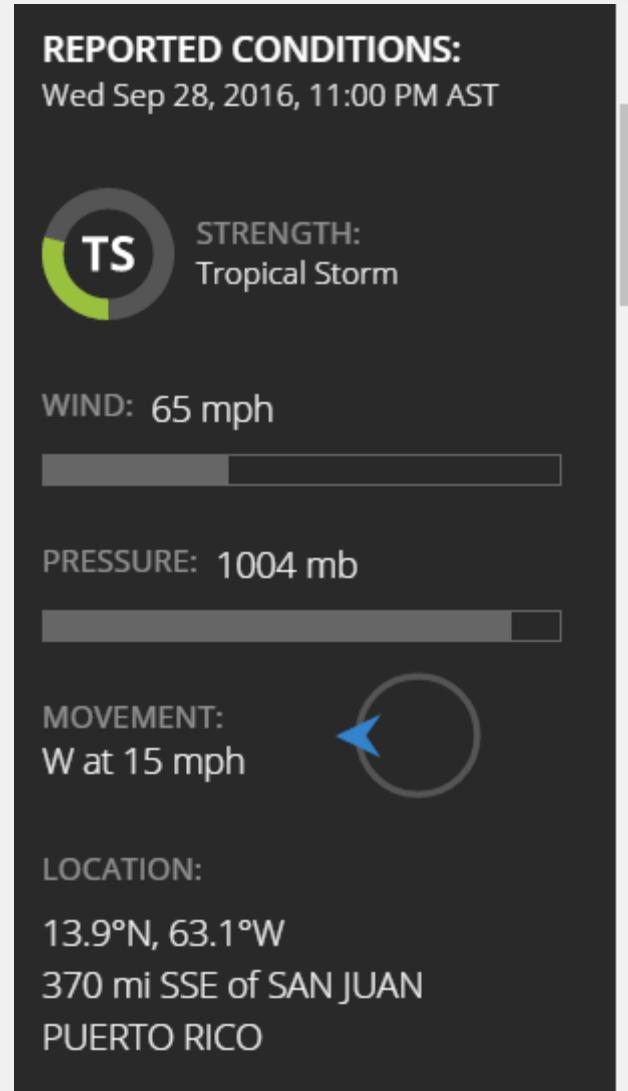 REPORTED CONDITIONS:
Wed Sep 28, 2016, 11:00 PM AST
TS
STRENGTH:
Tropical Storm
WIND: 65 mph
PRESSURE: 1004 mb
MOVEMENT:
W at 15 mph
LOCATION:
13.9°N, 63.1°W
370 mi SSE of SAN JUAN
PUERTO RICO